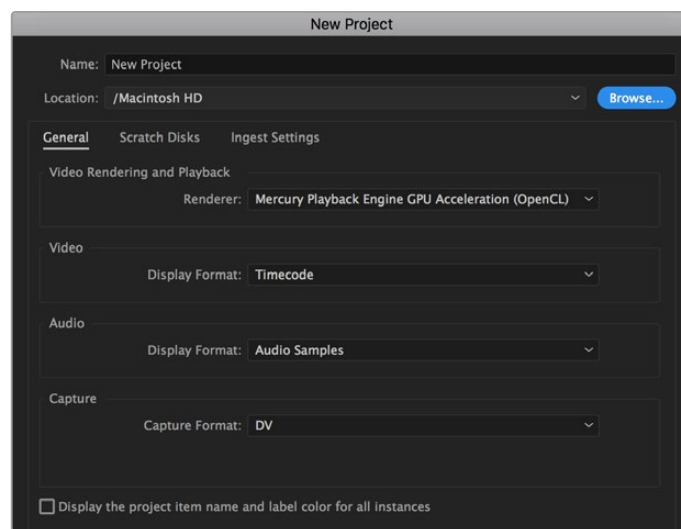 New Project
Name: New Project
Location: /Macintosh HD Browse...
General Scratch Disks Ingest Settings
Video Rendering and Playback
Renderer: Mercury Playback Engine GPU Acceleration (OpenCL)
Video
Display Format: Timecode
Audio
Display Format: Audio Samples
Capture
Capture Format: DV
Display the project item name and label color for all instances